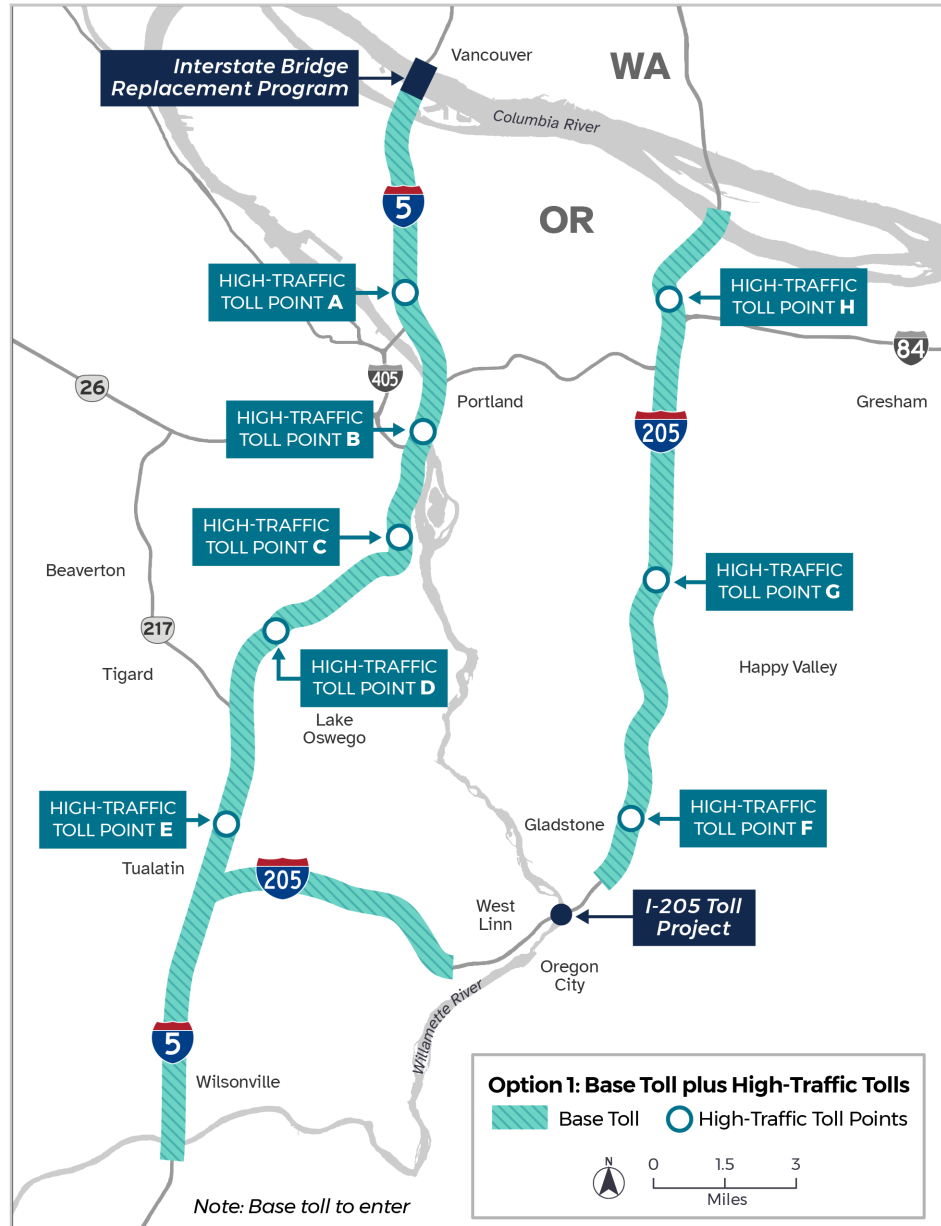 Vancouver
WA
Interstate Bridge
Replacement Program
Columbia River
5
OR
HIGH-TRAFFIC
TOLL POINT A
HIGH-TRAFFIC
TOLL POINT H
84
405
26
Portland
Gresham
HIGH-TRAFFIC
TOLL POINT B
205
HIGH-TRAFFIC
TOLL POINT C
Beaverton
HIGH-TRAFFIC
TOLL POINT G
217
Tigard
HIGH-TRAFFIC
TOLL POINT D
Happy Valley
Lake
Oswego
HIGH-TRAFFIC
TOLL POINT E
Gladstone
HIGH-TRAFFIC
TOLL POINT F
Tualatin
205
West
Linn
I-205 Toll
Project
Oregon
City
Willamette River
5
Wilsonville
Option 1: Base Toll plus High-Traffic Tolls
Base Toll
High-Traffic Toll Points
N
0 1.5 3
Miles
Note: Base toll to enter